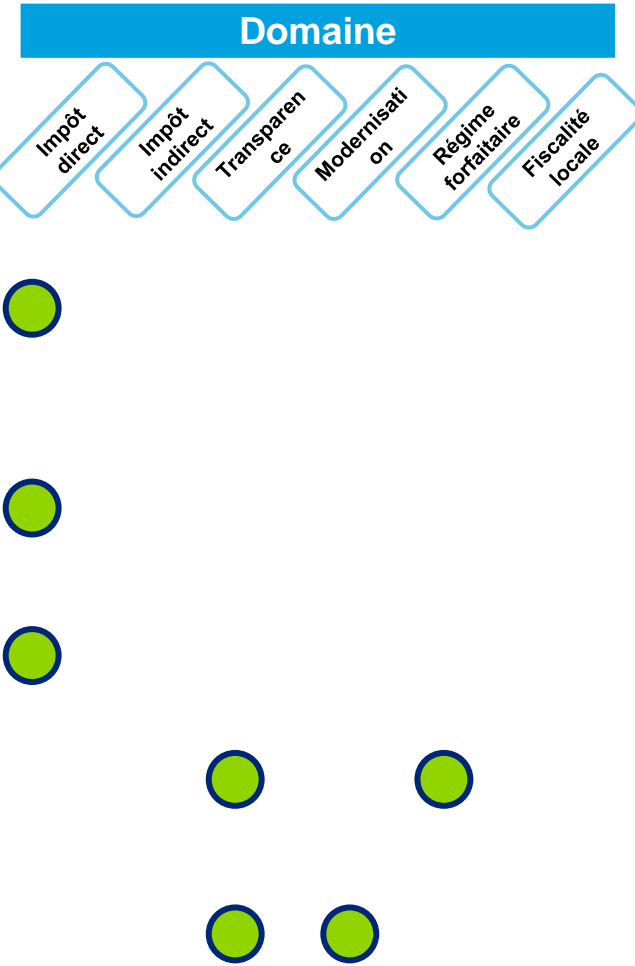 Domaine
Impôt
direct
Impôt
indirect
Transparen
ce
Modernisati
on
Régime
forfaitaire
Fiscalité
locale